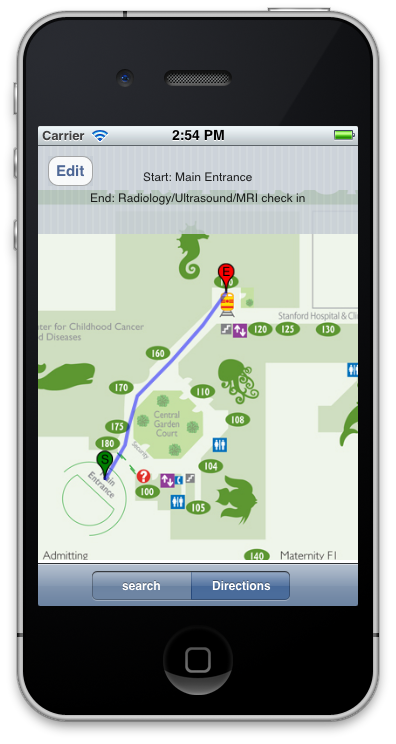 Carrier
2:54 PM
Edit
Start: Main Entrance
End: Radiology/Ultrasound/MRI check in
E
Stanford Hospital & Cli
120
125
130
ter for Childhood Cancer
d Diseases
160
170
110
Central
Garden
Court
108
175
180
Security
S
Main
Entrance
?
104
100
105
Admitting
140
Maternity Fl
search
Directions